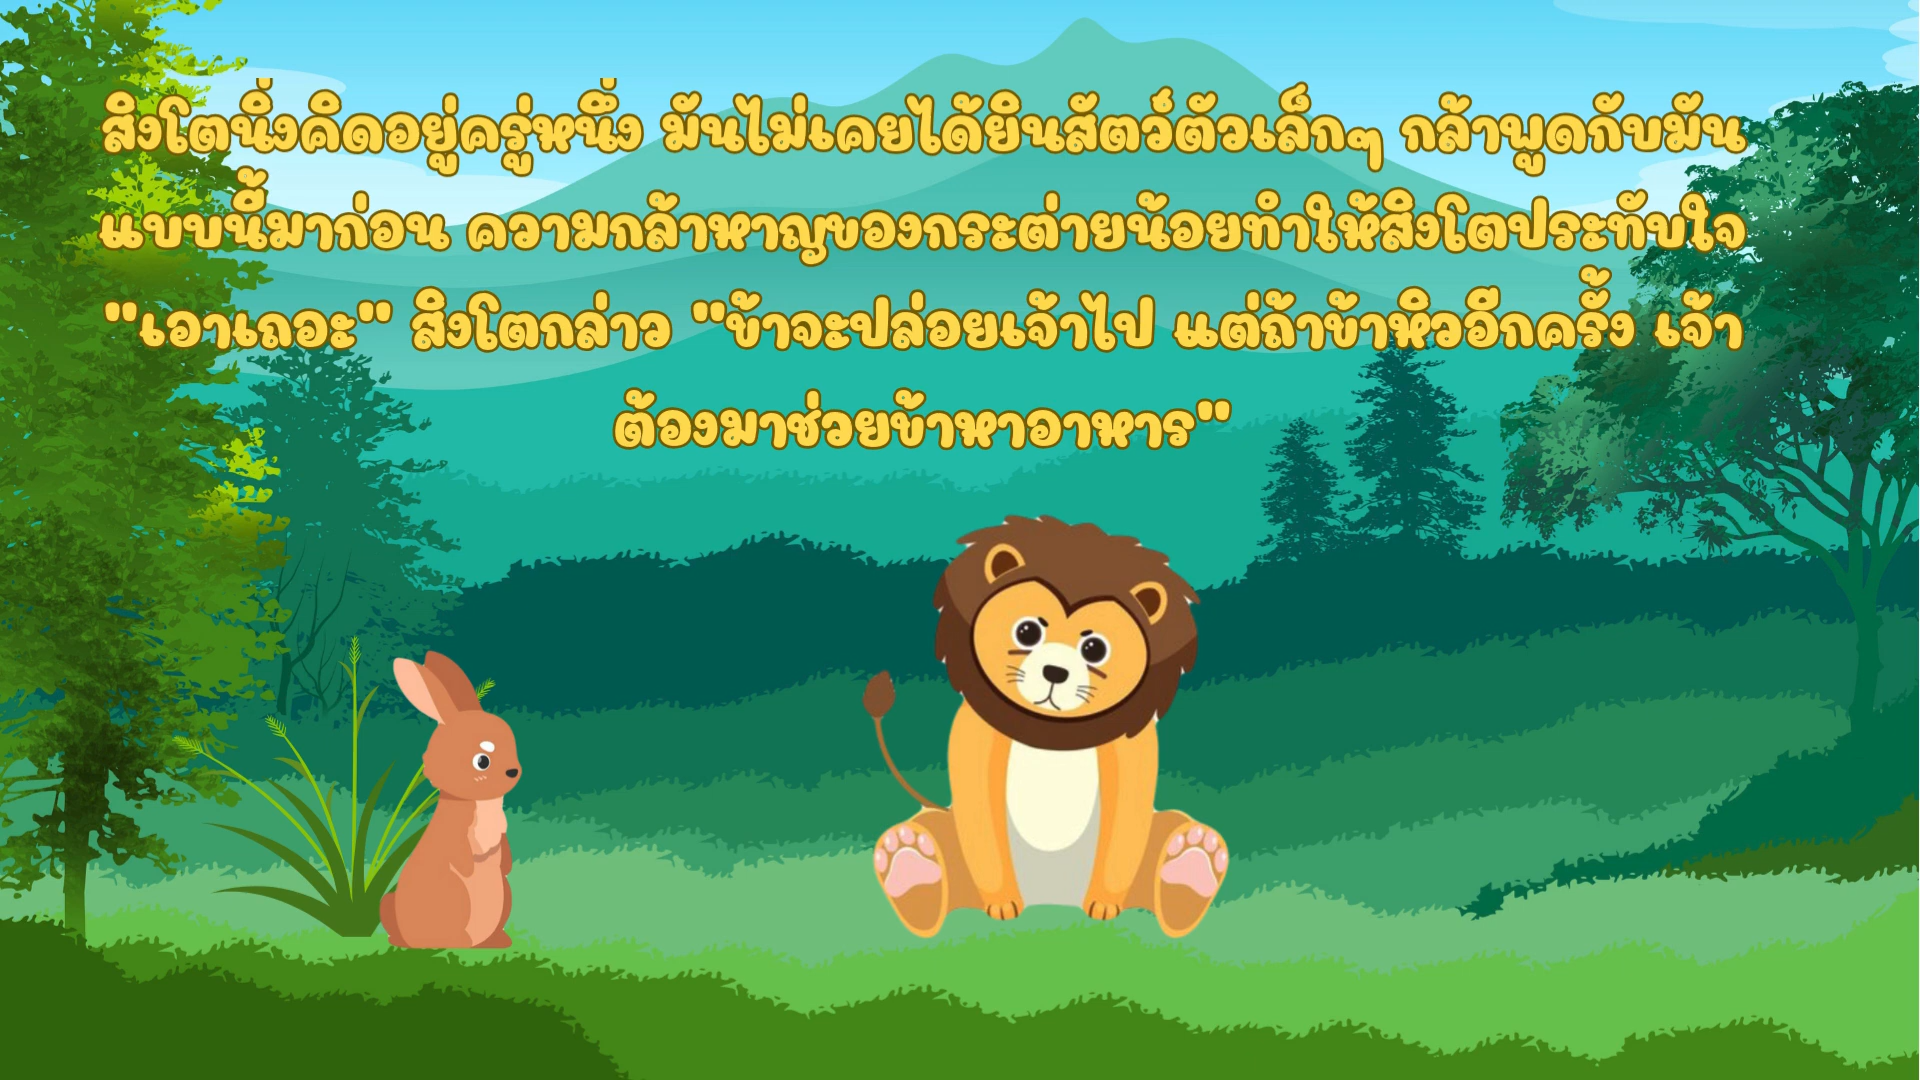 สิงโตนิ่งคิดอยู่ครู่หนึ่ง มันไม่เคยได้ยินสัตว์ตัวเล็กๆ กล้าพูดกับมัน
แบบนี้มาก่อน ความกล้าหาญของกระต่ายน้อยทำให้สิงโตประทับใจ
"เอาเถอะ" สิงโตกล่าว "ข้าจะปล่อยเจ้าไป แต่ถ้าข้าหิวอีกครั้ง เจ้า
ต้องมาช่วยข้าหาอาหาร"